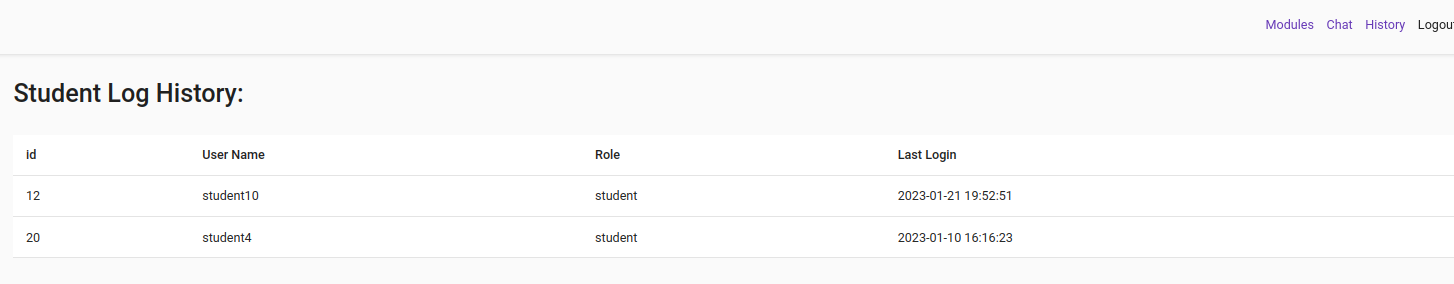 Modules Chat History Logou
Student Log History:
id User Name Role Last Login
12 student10 student 2023-01-21 19:52:51
20 student4 student 2023-01-10 16:16:23